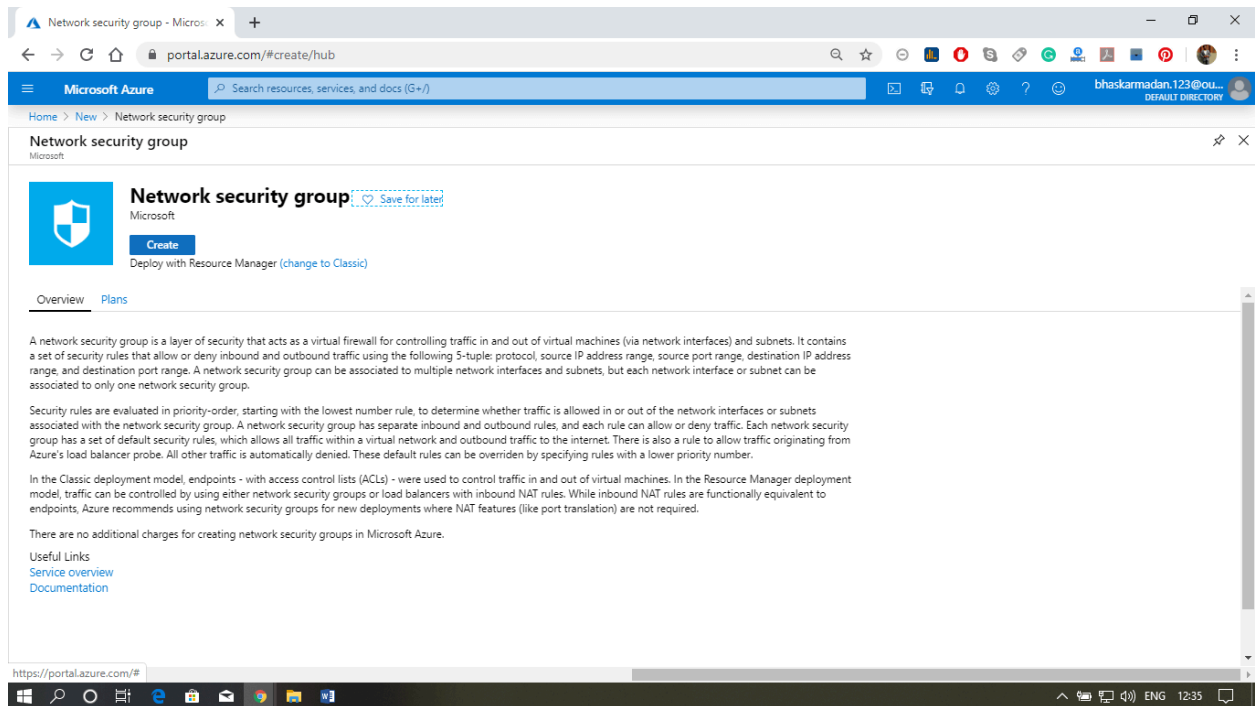 Network security group - Micros
portal.azure.com/#create/hub
Microsoft Azure
Search resources, services, and docs (G+/)
bhaskarmadan.123@ou...
DEFAULT DIRECTORY
Home > New > Network security group
Network security group
Microsoft
Network security group
Save for later
Microsoft
Create
Deploy with Resource Manager (change to Classic)
Overview Plans
A network security group is a layer of security that acts as a virtual firewall for controlling traffic in and out of virtual machines (via network interfaces) and subnets. It contains
a set of security rules that allow or deny inbound and outbound traffic using the following 5-tuple: protocol, source IP address range, source port range, destination IP address
range, and destination port range. A network security group can be associated to multiple network interfaces and subnets, but each network interface or subnet can be
associated to only one network security group.
Security rules are evaluated in priority-order, starting with the lowest number rule, to determine whether traffic is allowed in or out of the network interfaces or subnets
associated with the network security group. A network security group has separate inbound and outbound rules, and each rule can allow or deny traffic. Each network security
group has a set of default security rules, which allows all traffic within a virtual network and outbound traffic to the internet. There is also a rule to allow traffic originating from
Azure's load balancer probe. All other traffic is automatically denied. These default rules can be overriden by specifying rules with a lower priority number.
In the Classic deployment model, endpoints - with access control lists (ACLs) - were used to control traffic in and out of virtual machines. In the Resource Manager deployment
model, traffic can be controlled by using either network security groups or load balancers with inbound NAT rules. While inbound NAT rules are functionally equivalent to
endpoints, Azure recommends using network security groups for new deployments where NAT features (like port translation) are not required.
There are no additional charges for creating network security groups in Microsoft Azure.
Useful Links
Service overview
Documentation
https://portal.azure.com/#
ENG 12:35